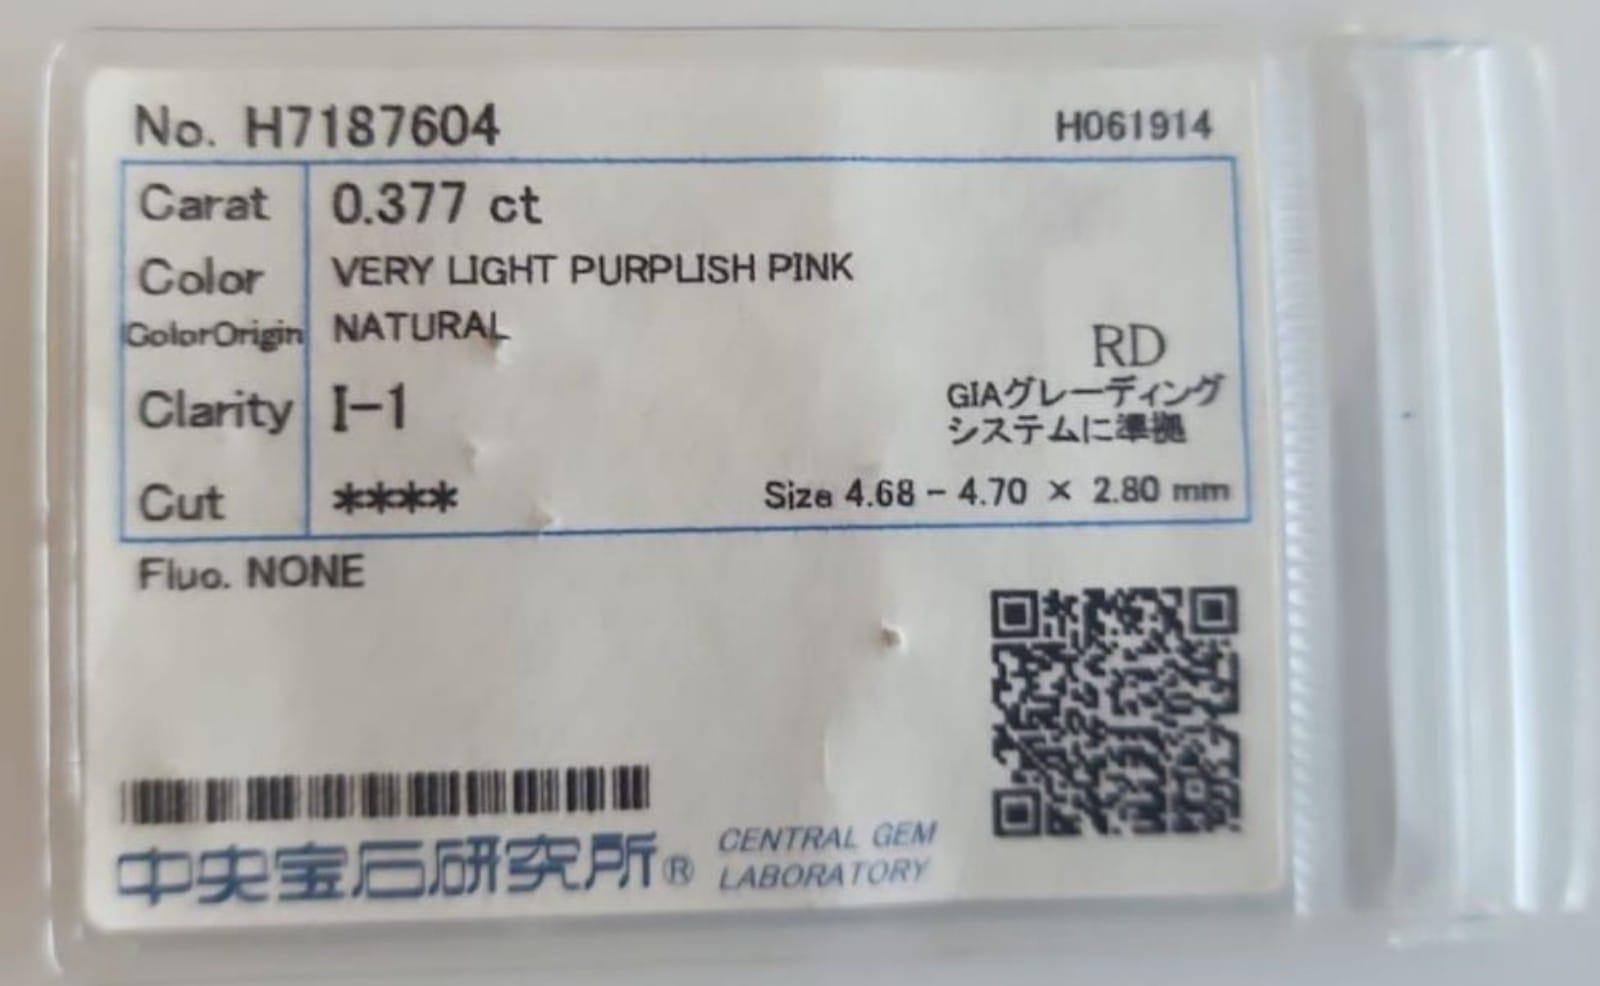 No. H7187604 H061914
Carat 0.377 ct
Color VERY LIGHT PURPLISH PINK
ColorOrigin NATURAL
RD
GIAグレーディング
システムに準拠
Clarity I-1
Cut **** Size 4.68 - 4.70 × 2.80 mm
Fluo. NONE
中央宝石研究所® CENTRAL GEM
LABORATORY